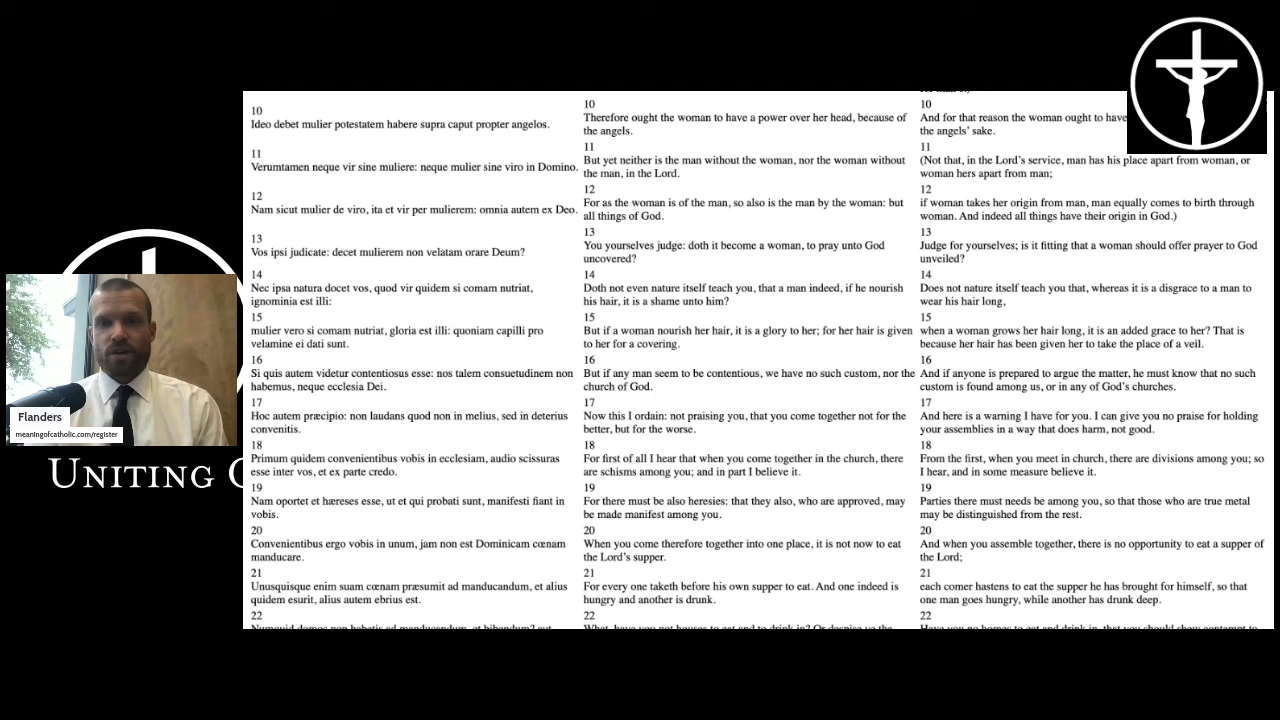 10
Ideo debet mulier potestatem habere supra caput propter angelos.
11
Verumtamen neque vir sine muliere: neque mulier sine viro in Domino.
12
Nam sicut mulier de viro, ita et vir per mulierem: omnia autem ex Deo.
13
Vos ipsi judicate: decet mulierem non velatam orare Deum?
14
Nec ipsa natura docet vos, quod vir quidem si comam nutriat,
ignominia est illi:
15
mulier vero si comam nutriat, gloria est illi: quoniam capilli pro
velamine ei dati sunt.
16
Si quis autem videtur contentiosus esse: nos talem consuetudinem non
habemus, neque ecclesia Dei.
17
Hoc autem præcipio: non laudans quod non in melius, sed in deterius
convenitis.
18
Primum quidem convenientibus vobis in ecclesiam, audio scissuras
esse inter vos, et ex parte credo.
19
Nam oportet et hæreses esse, ut et qui probati sunt, manifesti fiant in
vobis.
20
Convenientibus ergo vobis in unum, jam non est Dominicam cœnam
manducare.
21
Unusquisque enim suam cœnam præsumit ad manducandum, et alius
quidem esurit, alius autem ebrius est.
22
10
Therefore ought the woman to have a power over her head, because of
the angels.
11
But yet neither is the man without the woman, nor the woman without
the man, in the Lord.
12
For as the woman is of the man, so also is the man by the woman: but
all things of God.
13
You yourselves judge: doth it become a woman, to pray unto God
uncovered?
14
Doth not even nature itself teach you, that a man indeed, if he nourish
his hair, it is a shame unto him?
15
But if a woman nourish her hair, it is a glory to her; for her hair is given
to her for a covering.
16
But if any man seem to be contentious, we have no such custom, nor the
church of God.
17
Now this I ordain: not praising you, that you come together not for the
better, but for the worse.
18
For first of all I hear that when you come together in the church, there
are schisms among you; and in part I believe it.
19
For there must be also heresies: that they also, who are approved, may
be made manifest among you.
20
When you come therefore together into one place, it is not now to eat
the Lord's supper.
21
For every one taketh before his own supper to eat. And one indeed is
hungry and another is drunk.
22
10
And for that reason the woman ought to have
the angels' sake.
11
(Not that, in the Lord's service, man has his place apart from woman, or
woman hers apart from man;
12
if woman takes her origin from man, man equally comes to birth through
woman. And indeed all things have their origin in God.)
13
Judge for yourselves; is it fitting that a woman should offer prayer to God
unveiled?
14
Does not nature itself teach you that, whereas it is a disgrace to a man to
wear his hair long,
15
when a woman grows her hair long, it is an added grace to her? That is
because her hair has been given her to take the place of a veil.
16
And if anyone is prepared to argue the matter, he must know that no such
custom is found among us, or in any of God's churches.
17
And here is a warning I have for you. I can give you no praise for holding
your assemblies in a way that does harm, not good.
18
From the first, when you meet in church, there are divisions among you; so
I hear, and in some measure believe it.
19
Parties there must needs be among you, so that those who are true metal
may be distinguished from the rest.
20
And when you assemble together, there is no opportunity to eat a supper of
the Lord;
21
each comer hastens to eat the supper he has brought for himself, so that
one man goes hungry, while another has drunk deep.
22
Flanders
meaningofcatholic.com/register
UNITING